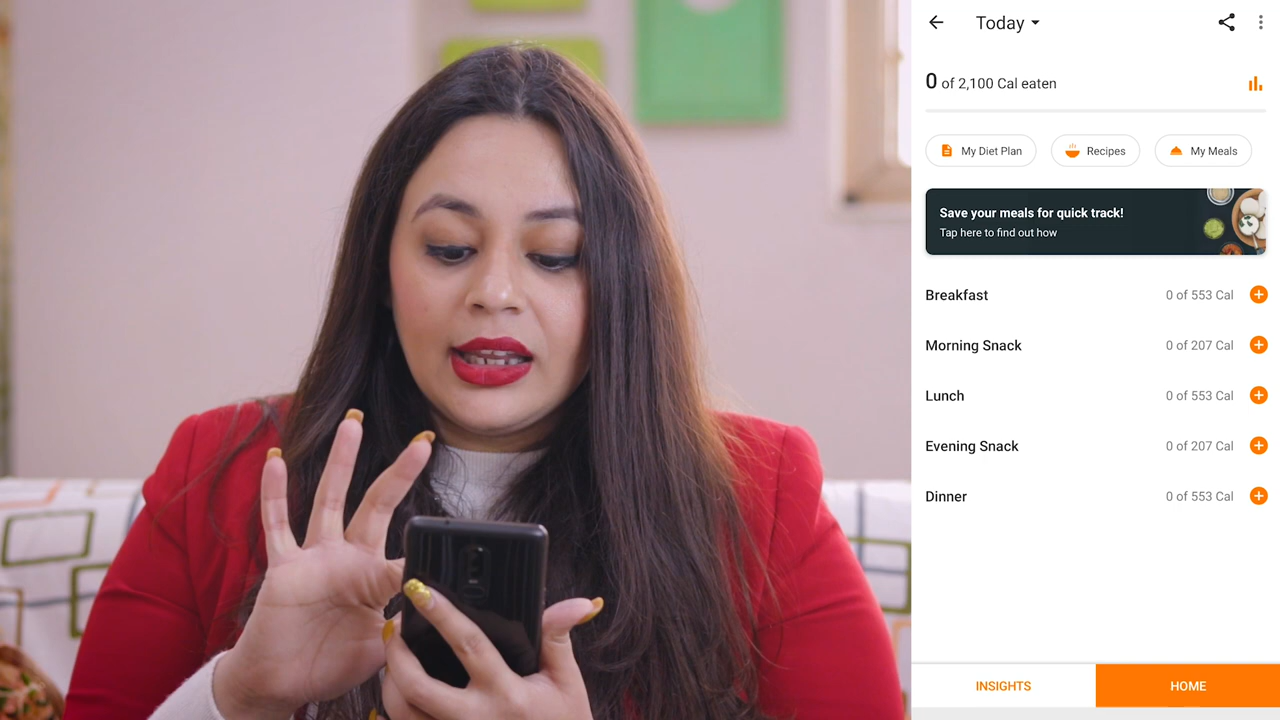 Today
0 of 2,100 Cal eaten
My Diet Plan
Recipes
My Meals
Save your meals for quick track!
Tap here to find out how
Breakfast 0 of 553 Cal
Morning Snack 0 of 207 Cal
Lunch 0 of 553 Cal
Evening Snack 0 of 207 Cal
Dinner 0 of 553 Cal
INSIGHTS
HOME